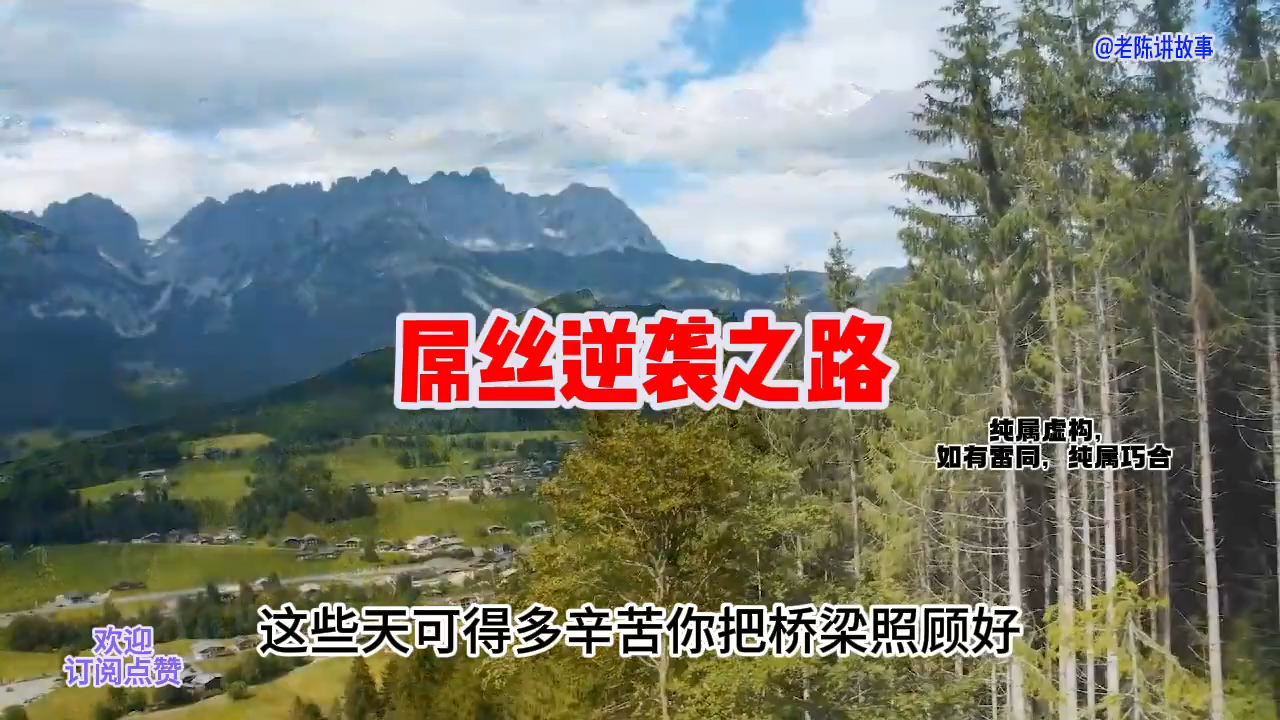 @老陈讲故事
屌丝逆袭之路
纯属虚构,
如有雷同，纯属巧合
这些天可得多辛苦你把桥梁照顾好
欢迎
订阅点赞